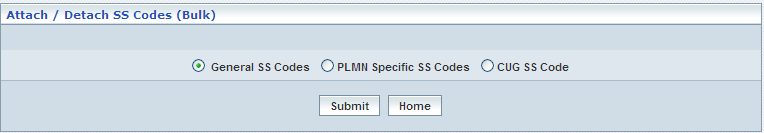 Attach / Detach SS Codes (Bulk)
General SS Codes PLMN Specific SS Codes CUG SS Code
Submit Home